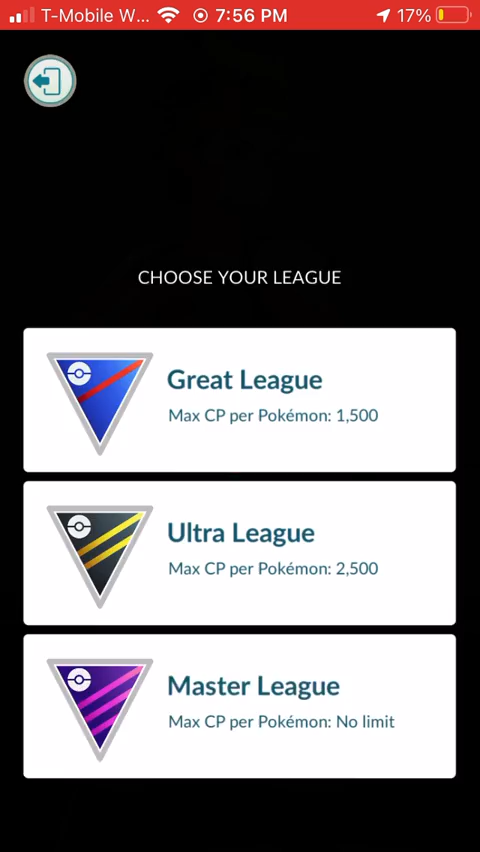 T-Mobile W... 7:56 PM 17%
CHOOSE YOUR LEAGUE
Great League
Max CP per Pokémon: 1,500
Ultra League
Max CP per Pokémon: 2,500
Master League
Max CP per Pokémon: No limit